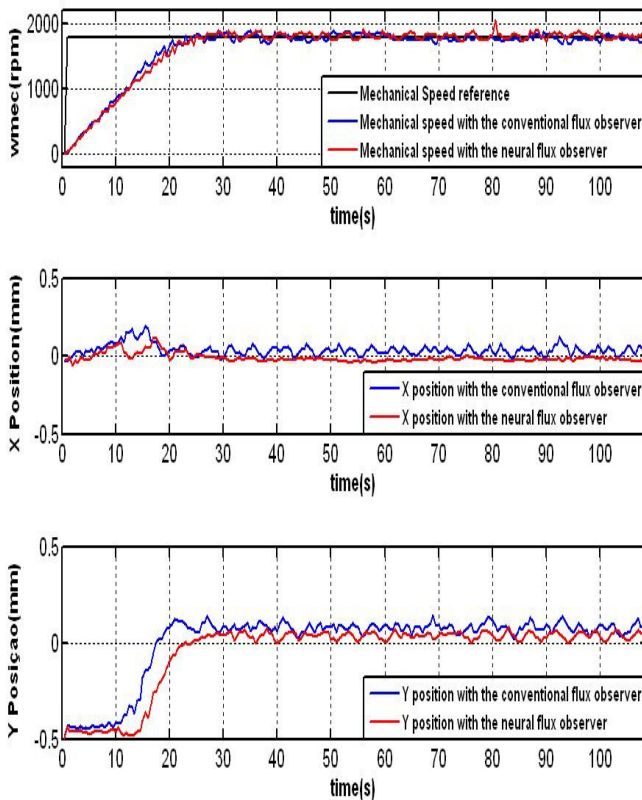 wmec(rpm)
2000
1000
0
Mechanical Speed reference
Mechanical speed with the conventional flux observer
Mechanical speed with the neural flux observer
0 10 20 30 40 50 60 70 80 90 100
time(s)
X Position(mm)
0.5
0
-0.5
X position with the conventional flux observer
X position with the neural flux observer
0 10 20 30 40 50 60 70 80 90 100
time(s)
Y Posiçao(mm)
0.5
0
-0.5
Y position with the conventional flux observer
Y position with the neural flux observer
0 10 20 30 40 50 60 70 80 90 100
time(s)